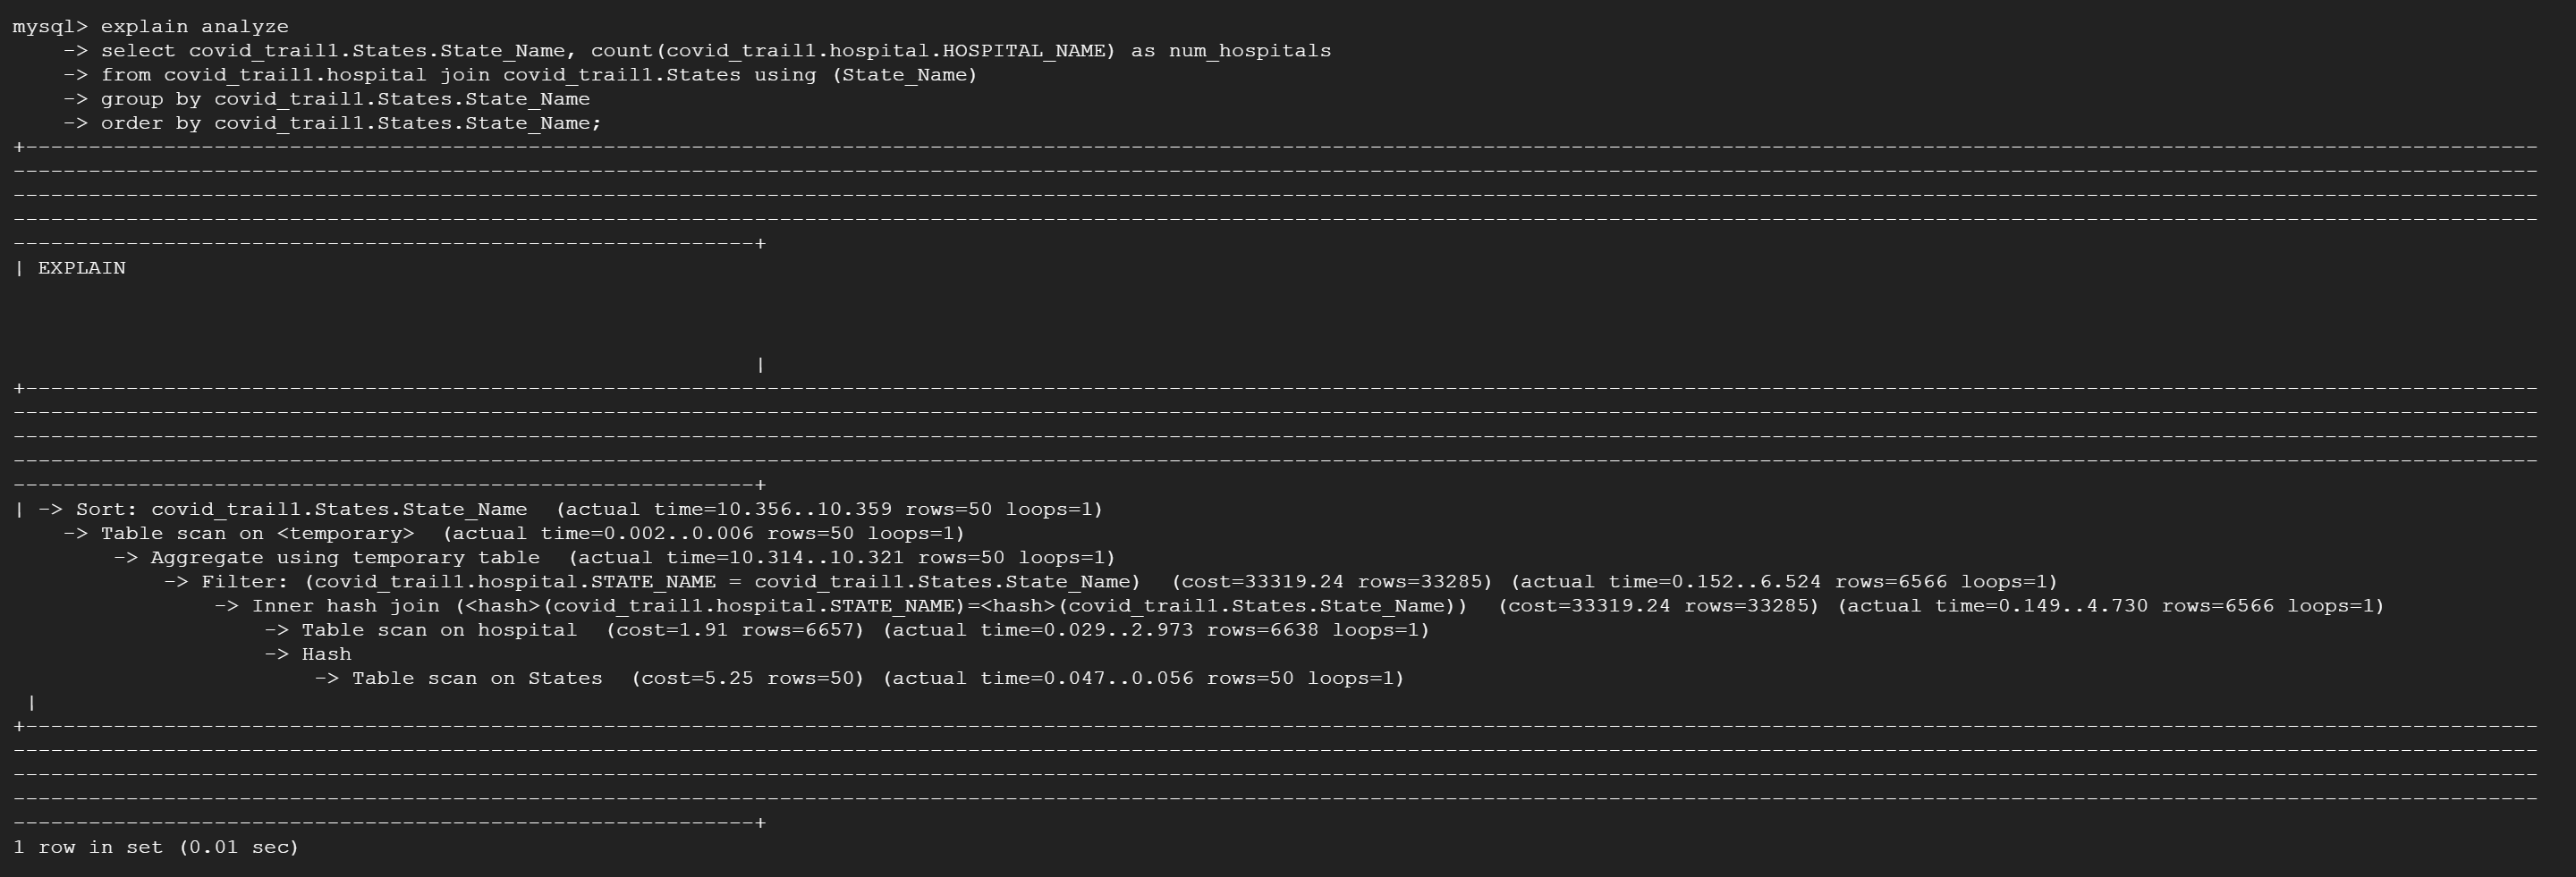 mysql> explain analyze
    -> select covid_trail1.States.State_Name, count(covid_trail1.hospital.HOSPITAL_NAME) as num_hospitals
    -> from covid_trail1.hospital join covid_trail1.States using (State_Name)
    -> group by covid_trail1.States.State_Name
    -> order by covid_trail1.States.State_Name;
| EXPLAIN
|
| -> Sort: covid_trail1.States.State_Name  (actual time=10.356..10.359 rows=50 loops=1)
    -> Table scan on <temporary>  (actual time=0.002..0.006 rows=50 loops=1)
        -> Aggregate using temporary table  (actual time=10.314..10.321 rows=50 loops=1)
            -> Filter: (covid_trail1.hospital.STATE_NAME = covid_trail1.States.State_Name)  (cost=33319.24 rows=33285) (actual time=0.152..6.524 rows=6566 loops=1)
                -> Inner hash join (<hash>(covid_trail1.hospital.STATE_NAME)=<hash>(covid_trail1.States.State_Name))  (cost=33319.24 rows=33285) (actual time=0.149..4.730 rows=6566 loops=1)
                    -> Table scan on hospital  (cost=1.91 rows=6657) (actual time=0.029..2.973 rows=6638 loops=1)
                    -> Hash
                        -> Table scan on States  (cost=5.25 rows=50) (actual time=0.047..0.056 rows=50 loops=1)
 |
1 row in set (0.01 sec)